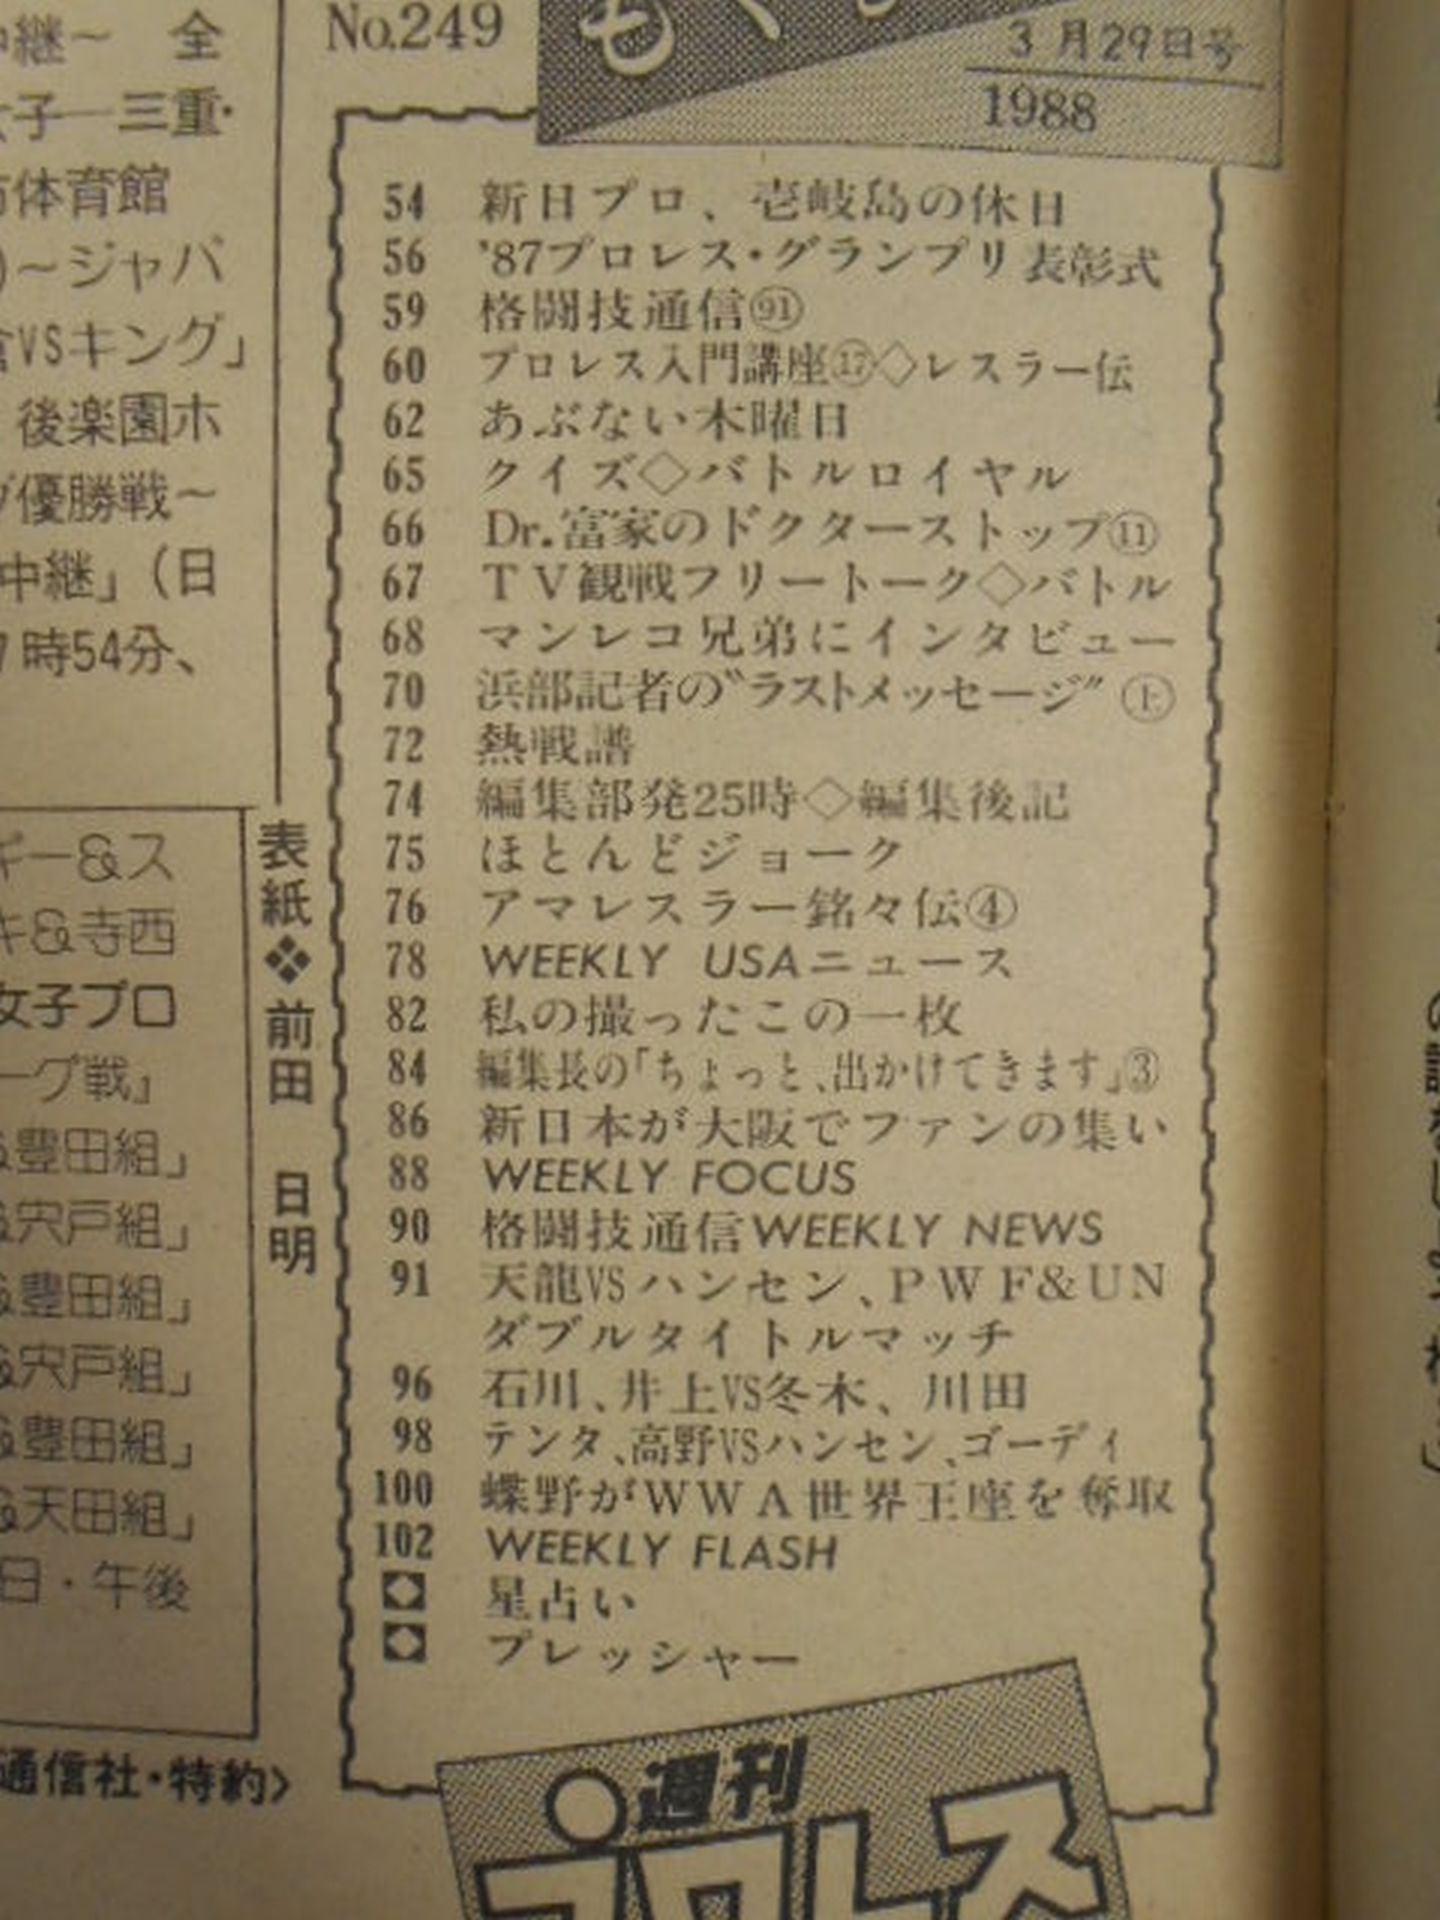 中継~ 全
女子―三重・
市体育館
)~ジャパ
VSキング」
後楽園ホ
優勝戦~
中継」(日
7時54分、
ギー&ス
キ&寺西
女子プロ
ーグ戦』
&豊田組」
&宍戸組」
&豊田組」
&宍戸組」
&豊田組」
&天田組」
日・午後
通信社・特約>
表紙❖前田 日明
No.249
もく
3月29日号
1988
54 新日プロ、壱岐島の休日
56 '87プロレス・グランプリ表彰式
59 格闘技通信㉑
60 プロレス入門講座⑰◇レスラー伝
62 あぶない木曜日
65 クイズ◇バトルロイヤル
66 Dr.富家のドクターストップ⑪
67 TV観戦フリートーク◇バトル
68 マンレコ兄弟にインタビュー
70 浜部記者の“ラストメッセージ”㊤
72 熱戦譜
74 編集部発25時◇編集後記
75 ほとんどジョーク
76 アマレスラー銘々伝④
78 WEEKLY USAニュース
82 私の撮ったこの一枚
84 編集長の「ちょっと、出かけてきます」③
86 新日本が大阪でファンの集い
88 WEEKLY FOCUS
90 格闘技通信WEEKLY NEWS
91 天龍VSハンセン、PWF&UN
ダブルタイトルマッチ
96 石川、井上VS冬木、川田
98 テンタ、高野VSハンセン、ゴーディ
100 蝶野がWWA世界王座を奪取
102 WEEKLY FLASH
星占い
プレッシャー
週刊
プロレス